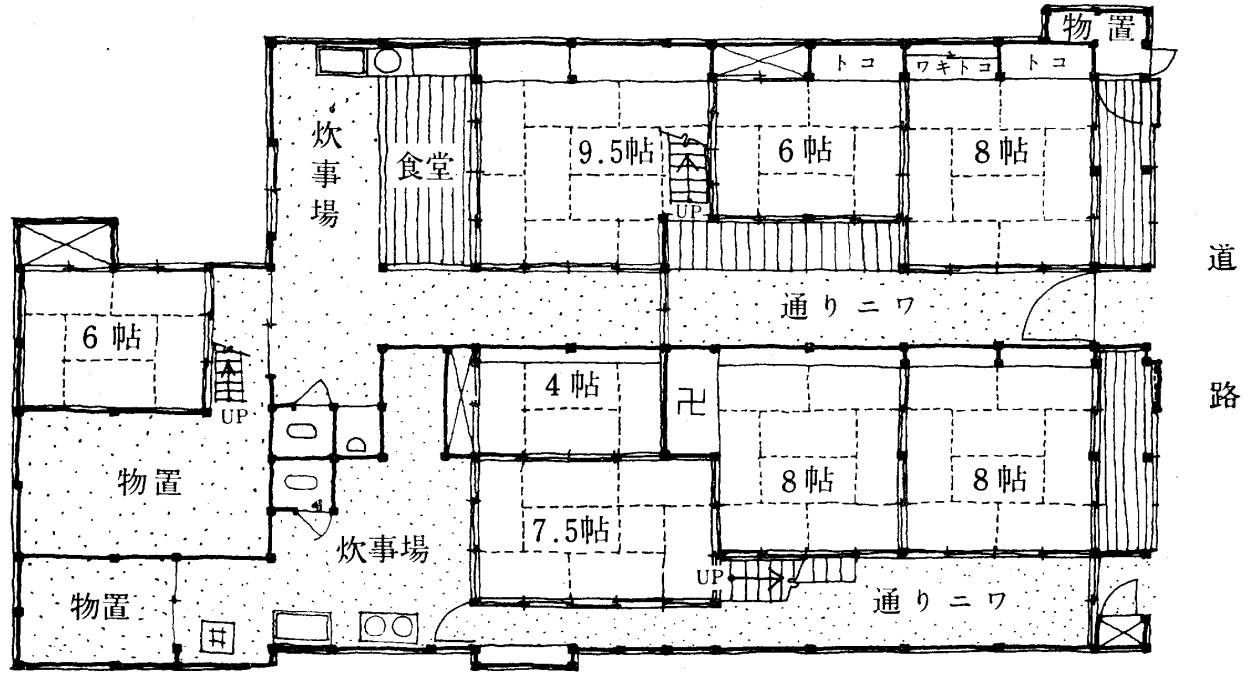 物置
トコ
ワキトコ
トコ
炊事場
食堂
9.5帖
UP
6帖
8帖
道路
通りニワ
6帖
UP
4帖
卍
物置
8帖
8帖
7.5帖
炊事場
UP
通りニワ
物置
井